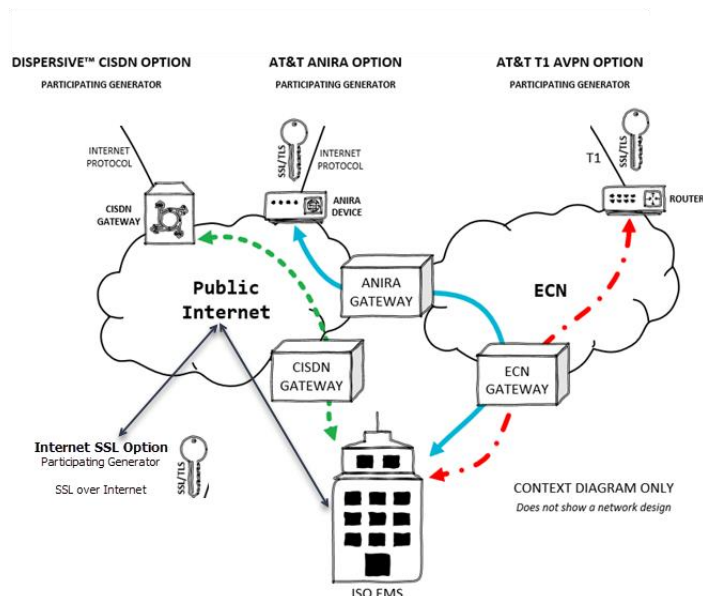 DISPERSIVE™ CISDN OPTION
PARTICIPATING GENERATOR
AT&T ANIRA OPTION
PARTICIPATING GENERATOR
AT&T T1 AVPN OPTION
PARTICIPATING GENERATOR
INTERNET
PROTOCOL
SSL/TLS
INTERNET
PROTOCOL
T1
SSL/TLS
CISDN
GATEWAY
ANIRA
DEVICE
ROUTER
Public
Internet
ANIRA
GATEWAY
ECN
CISDN
GATEWAY
ECN
GATEWAY
Internet SSL Option
Participating Generator
SSL over Internet
SSL/TLS
CONTEXT DIAGRAM ONLY
Does not show a network design
ISO EMS